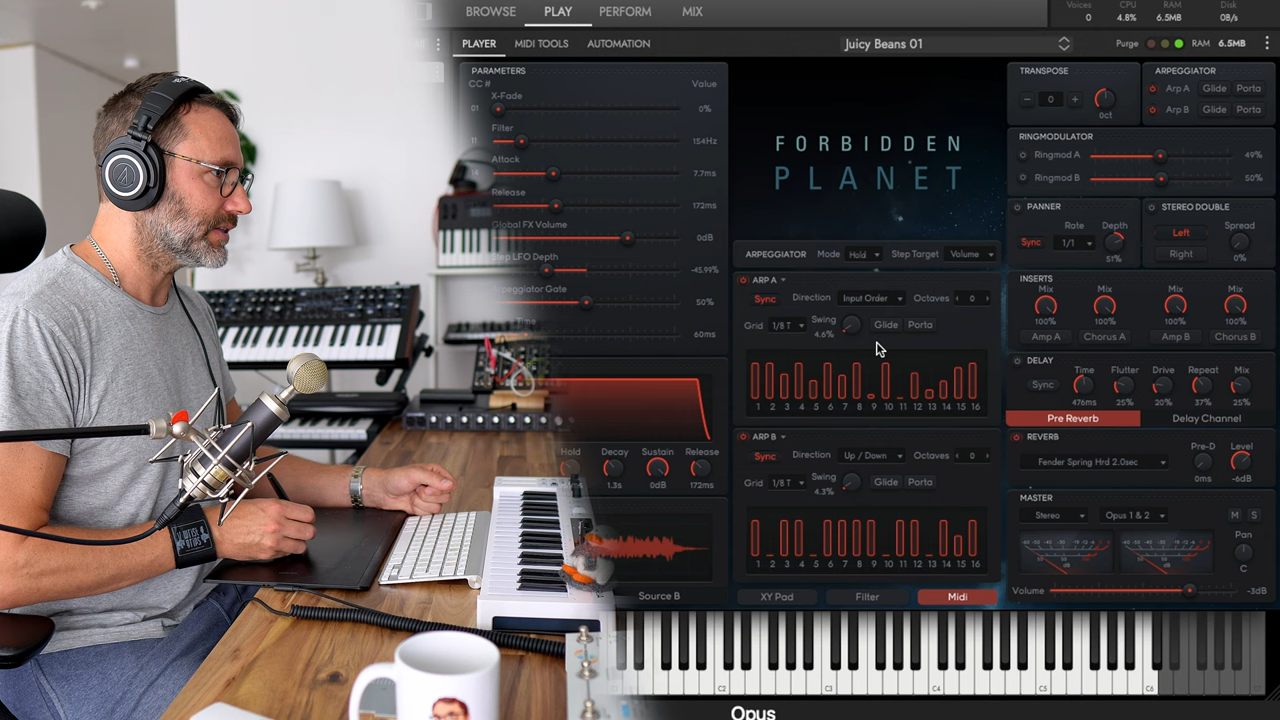 BROWSE PLAY PERFORM MIX
Voices CPU RAM Disk
0 4.8% 6.5MB 0B/s
PLAYER MIDI TOOLS AUTOMATION
Juicy Beans 01
Purge RAM 6.5MB
PARAMETERS
CC # Value
X-Fade
01 0%
Filter
11 154Hz
Attack
7.7ms
Release
172ms
Global FX Volume
0dB
Step LFO Depth
-45.99%
Arpeggiator Gate
50%
Time
60ms
Hold Decay Sustain Release
1.3s 0dB 172ms
Source B
FORBIDDEN
PLANET
ARPEGGIATOR Mode Hold Step Target Volume
ARP A
Sync Direction Input Order Octaves 0
Grid 1/8 T Swing 4.6% Glide Porta
1 2 3 4 5 6 7 8 9 10 11 12 13 14 15 16
ARP B
Sync Direction Up / Down Octaves 0
Grid 1/8 T Swing 4.3% Glide Porta
1 2 3 4 5 6 7 8 9 10 11 12 13 14 15 16
XY Pad Filter Midi
TRANSPOSE
0 0ct
ARPEGGIATOR
Arp A Glide Porta
Arp B Glide Porta
RINGMODULATOR
Ringmod A 49%
Ringmod B 50%
PANNER
Rate Depth
Sync 1/1
51%
STEREO DOUBLE
Left Spread
Right 0%
INSERTS
Mix Mix Mix Mix
100% 100% 100% 100%
Amp A Chorus A Amp B Chorus B
DELAY
Time Flutter Drive Repeat Mix
Sync
476ms 25% 20% 37% 25%
Pre Reverb Delay Channel
REVERB
Pre-D Level
Fender Spring Hrd 2.0sec
0ms -6dB
MASTER
Stereo Opus 1 & 2 M S
Pan
C
Volume -3dB
C2 C3 C4 C5 C6
Opus